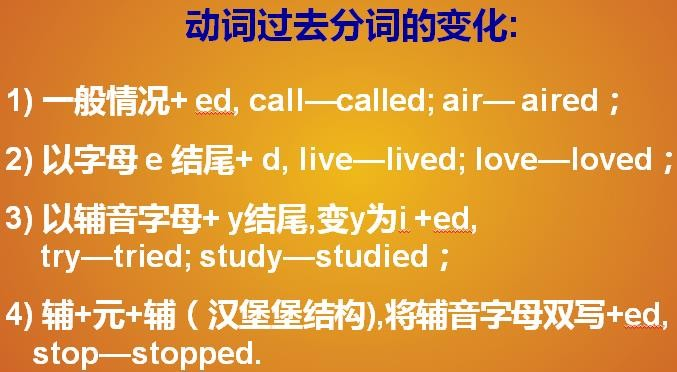 动词过去分词的变化:
1) 一般情况+ ed, call—called; air— aired；
2) 以字母 e 结尾+ d, live—lived; love—loved；
3) 以辅音字母+ y结尾,变y为i +ed,
try—tried; study—studied；
4) 辅+元+辅（汉堡堡结构),将辅音字母双写+ed,
stop—stopped.